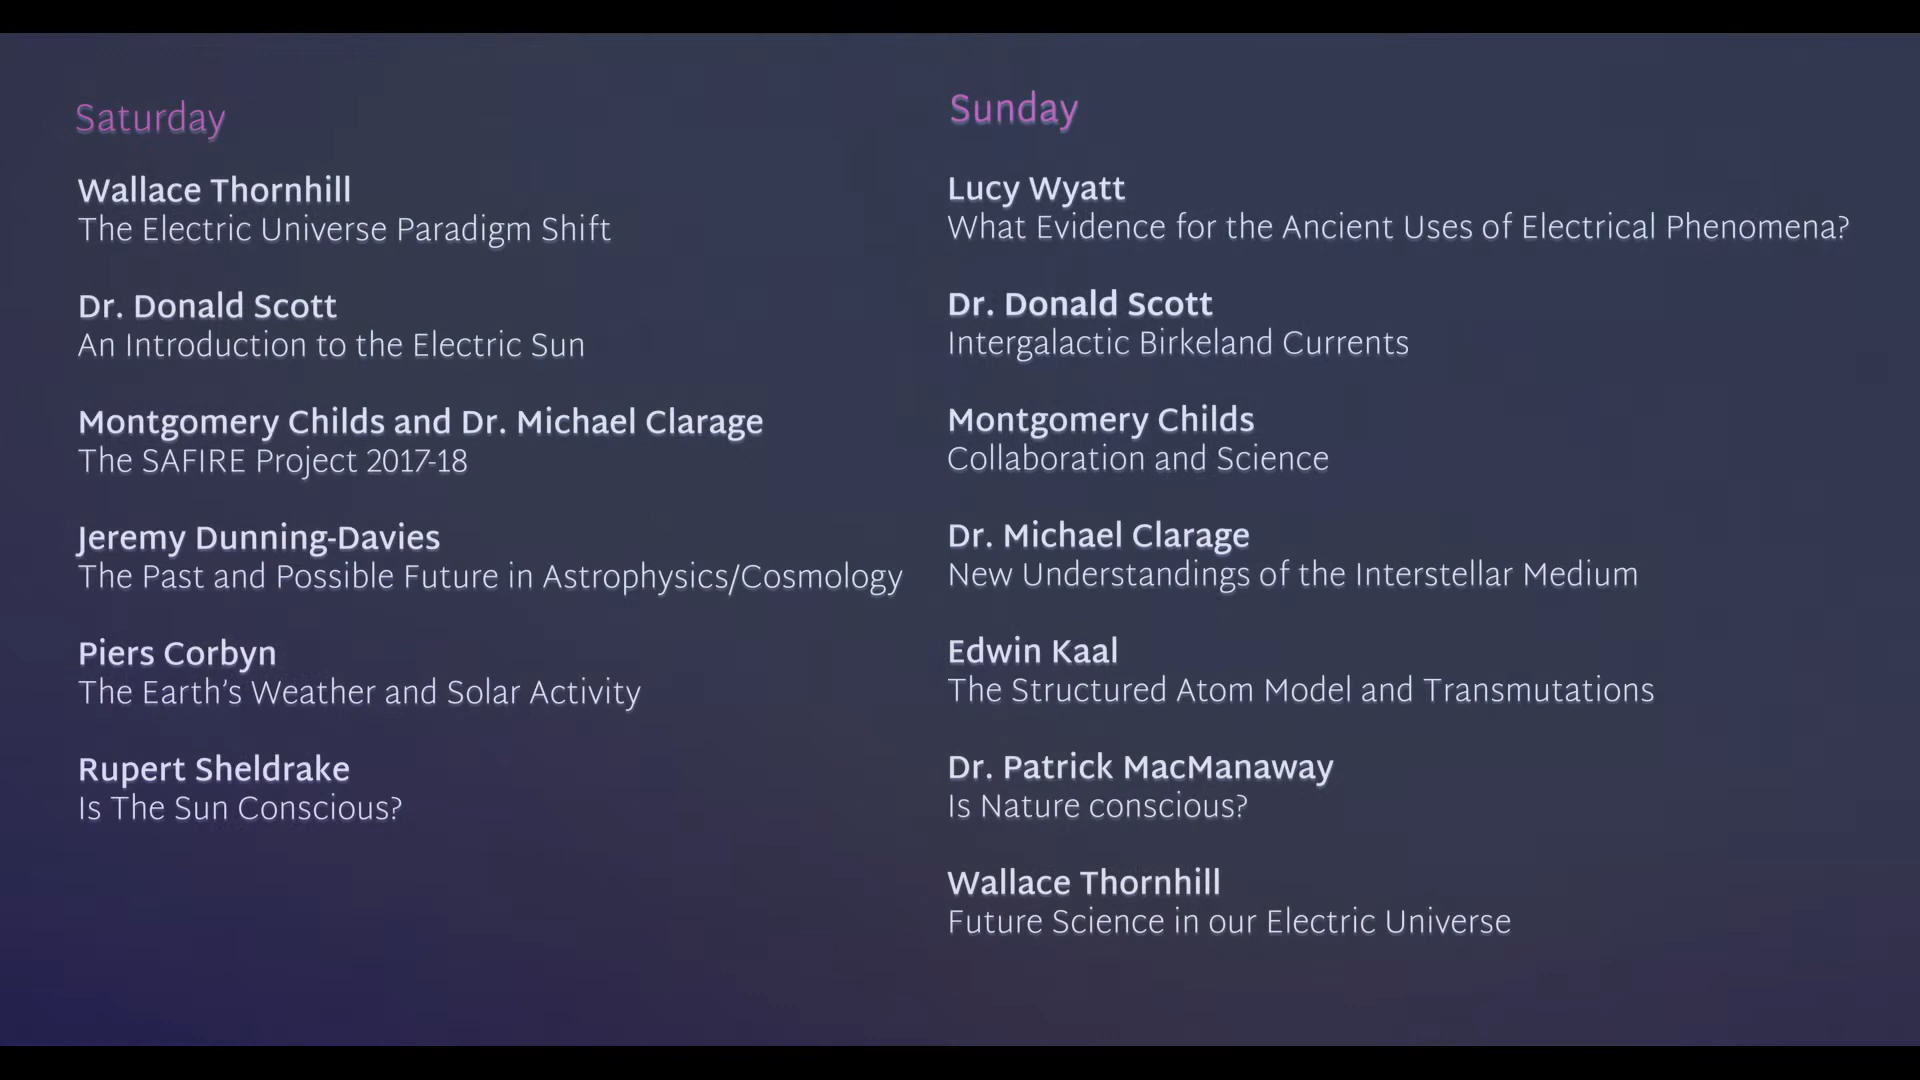 Saturday
Wallace Thornhill
The Electric Universe Paradigm Shift
Dr. Donald Scott
An Introduction to the Electric Sun
Montgomery Childs and Dr. Michael Clarage
The SAFIRE Project 2017-18
Jeremy Dunning-Davies
The Past and Possible Future in Astrophysics/Cosmology
Piers Corbyn
The Earth’s Weather and Solar Activity
Rupert Sheldrake
Is The Sun Conscious?
Sunday
Lucy Wyatt
What Evidence for the Ancient Uses of Electrical Phenomena?
Dr. Donald Scott
Intergalactic Birkeland Currents
Montgomery Childs
Collaboration and Science
Dr. Michael Clarage
New Understandings of the Interstellar Medium
Edwin Kaal
The Structured Atom Model and Transmutations
Dr. Patrick MacManaway
Is Nature conscious?
Wallace Thornhill
Future Science in our Electric Universe